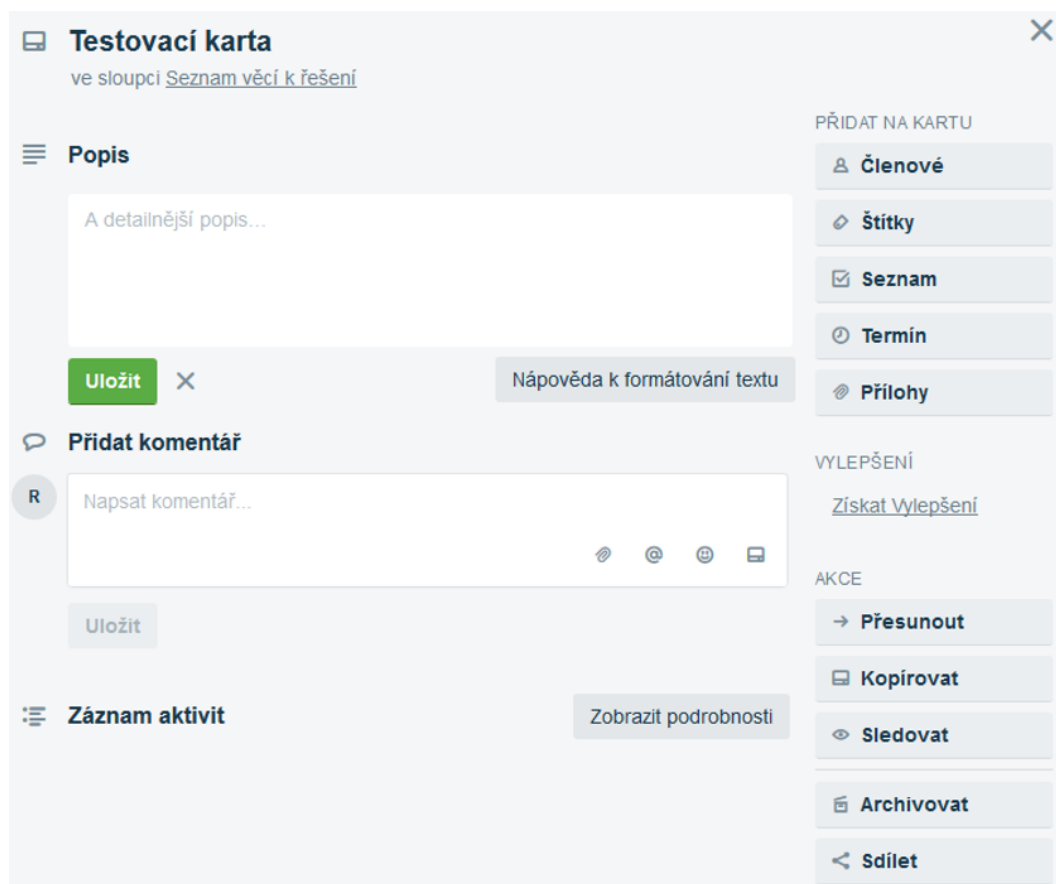 Testovací karta
ve sloupci Seznam věcí k řešení
Popis
A detailnější popis...
Uložit
Nápověda k formátování textu
Přidat komentář
R
Napsat komentář...
@
Uložit
Záznam aktivit
Zobrazit podrobnosti
PŘIDAT NA KARTU
Členové
Štítky
Seznam
Termín
Přílohy
VYLEPŠENÍ
Získat Vylepšení
AKCE
Přesunout
Kopírovat
Sledovat
Archivovat
Sdílet